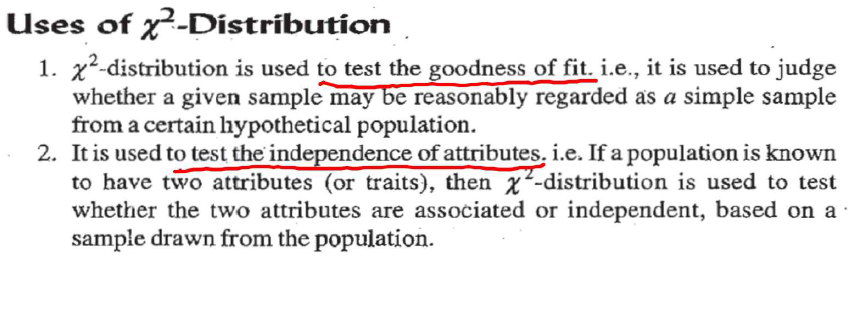 Uses of χ²-Distribution
1. χ²-distribution is used to test the goodness of fit. i.e., it is used to judge
whether a given sample may be reasonably regarded as a simple sample
from a certain hypothetical population.
2. It is used to test the independence of attributes. i.e. If a population is known
to have two attributes (or traits), then χ²-distribution is used to test
whether the two attributes are associated or independent, based on a
sample drawn from the population.